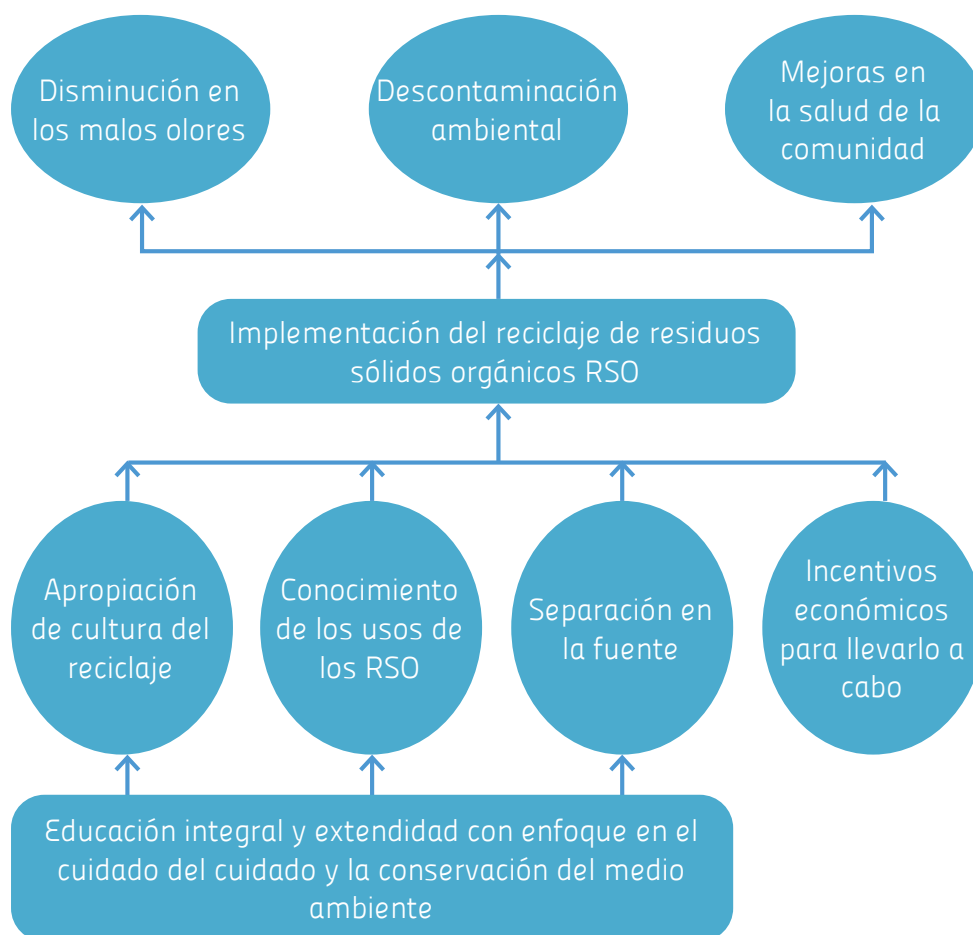 Disminución en
los malos olores
Descontaminación
ambiental
Mejoras en
la salud de la
comunidad
Implementación del reciclaje de residuos
sólidos orgánicos RSO
Apropiación
de cultura del
reciclaje
Conocimiento
de los usos de
los RSO
Separación en
la fuente
Incentivos
económicos
para llevarlo a
cabo
Educación integral y extendidad con enfoque en el
cuidado del cuidado y la conservación del medio
ambiente